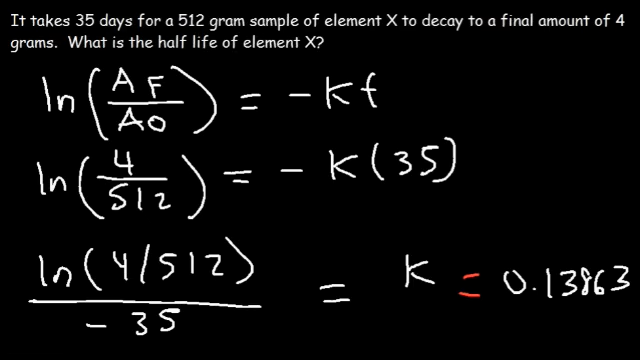 It takes 35 days for a 512 gram sample of element X to decay to a final amount of 4
grams. What is the half life of element X?
ln(AF/AO) = -Kt
ln(4/512) = -K(35)
ln(4/512)/-35 = K = 0.13863